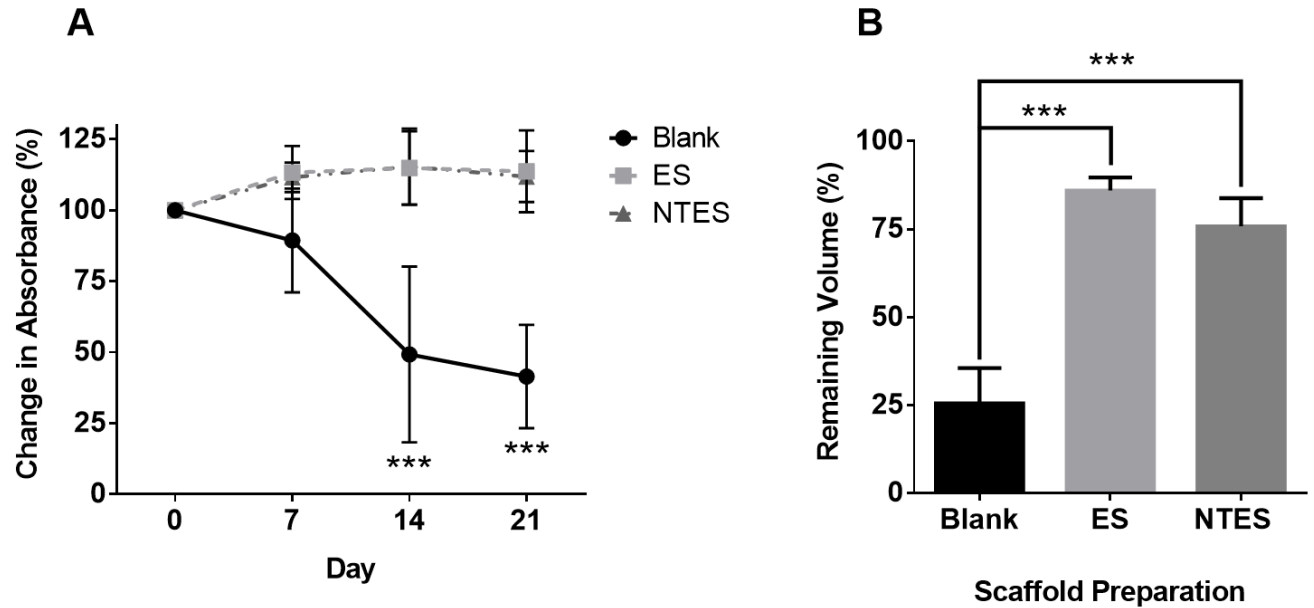 A
Change in Absorbance (%)
125
100
75
50
25
0
0 7 14 21
Day
***
***
Blank
ES
NTES
B
Remaining Volume (%)
100
75
50
25
0
***
***
Blank ES NTES
Scaffold Preparation